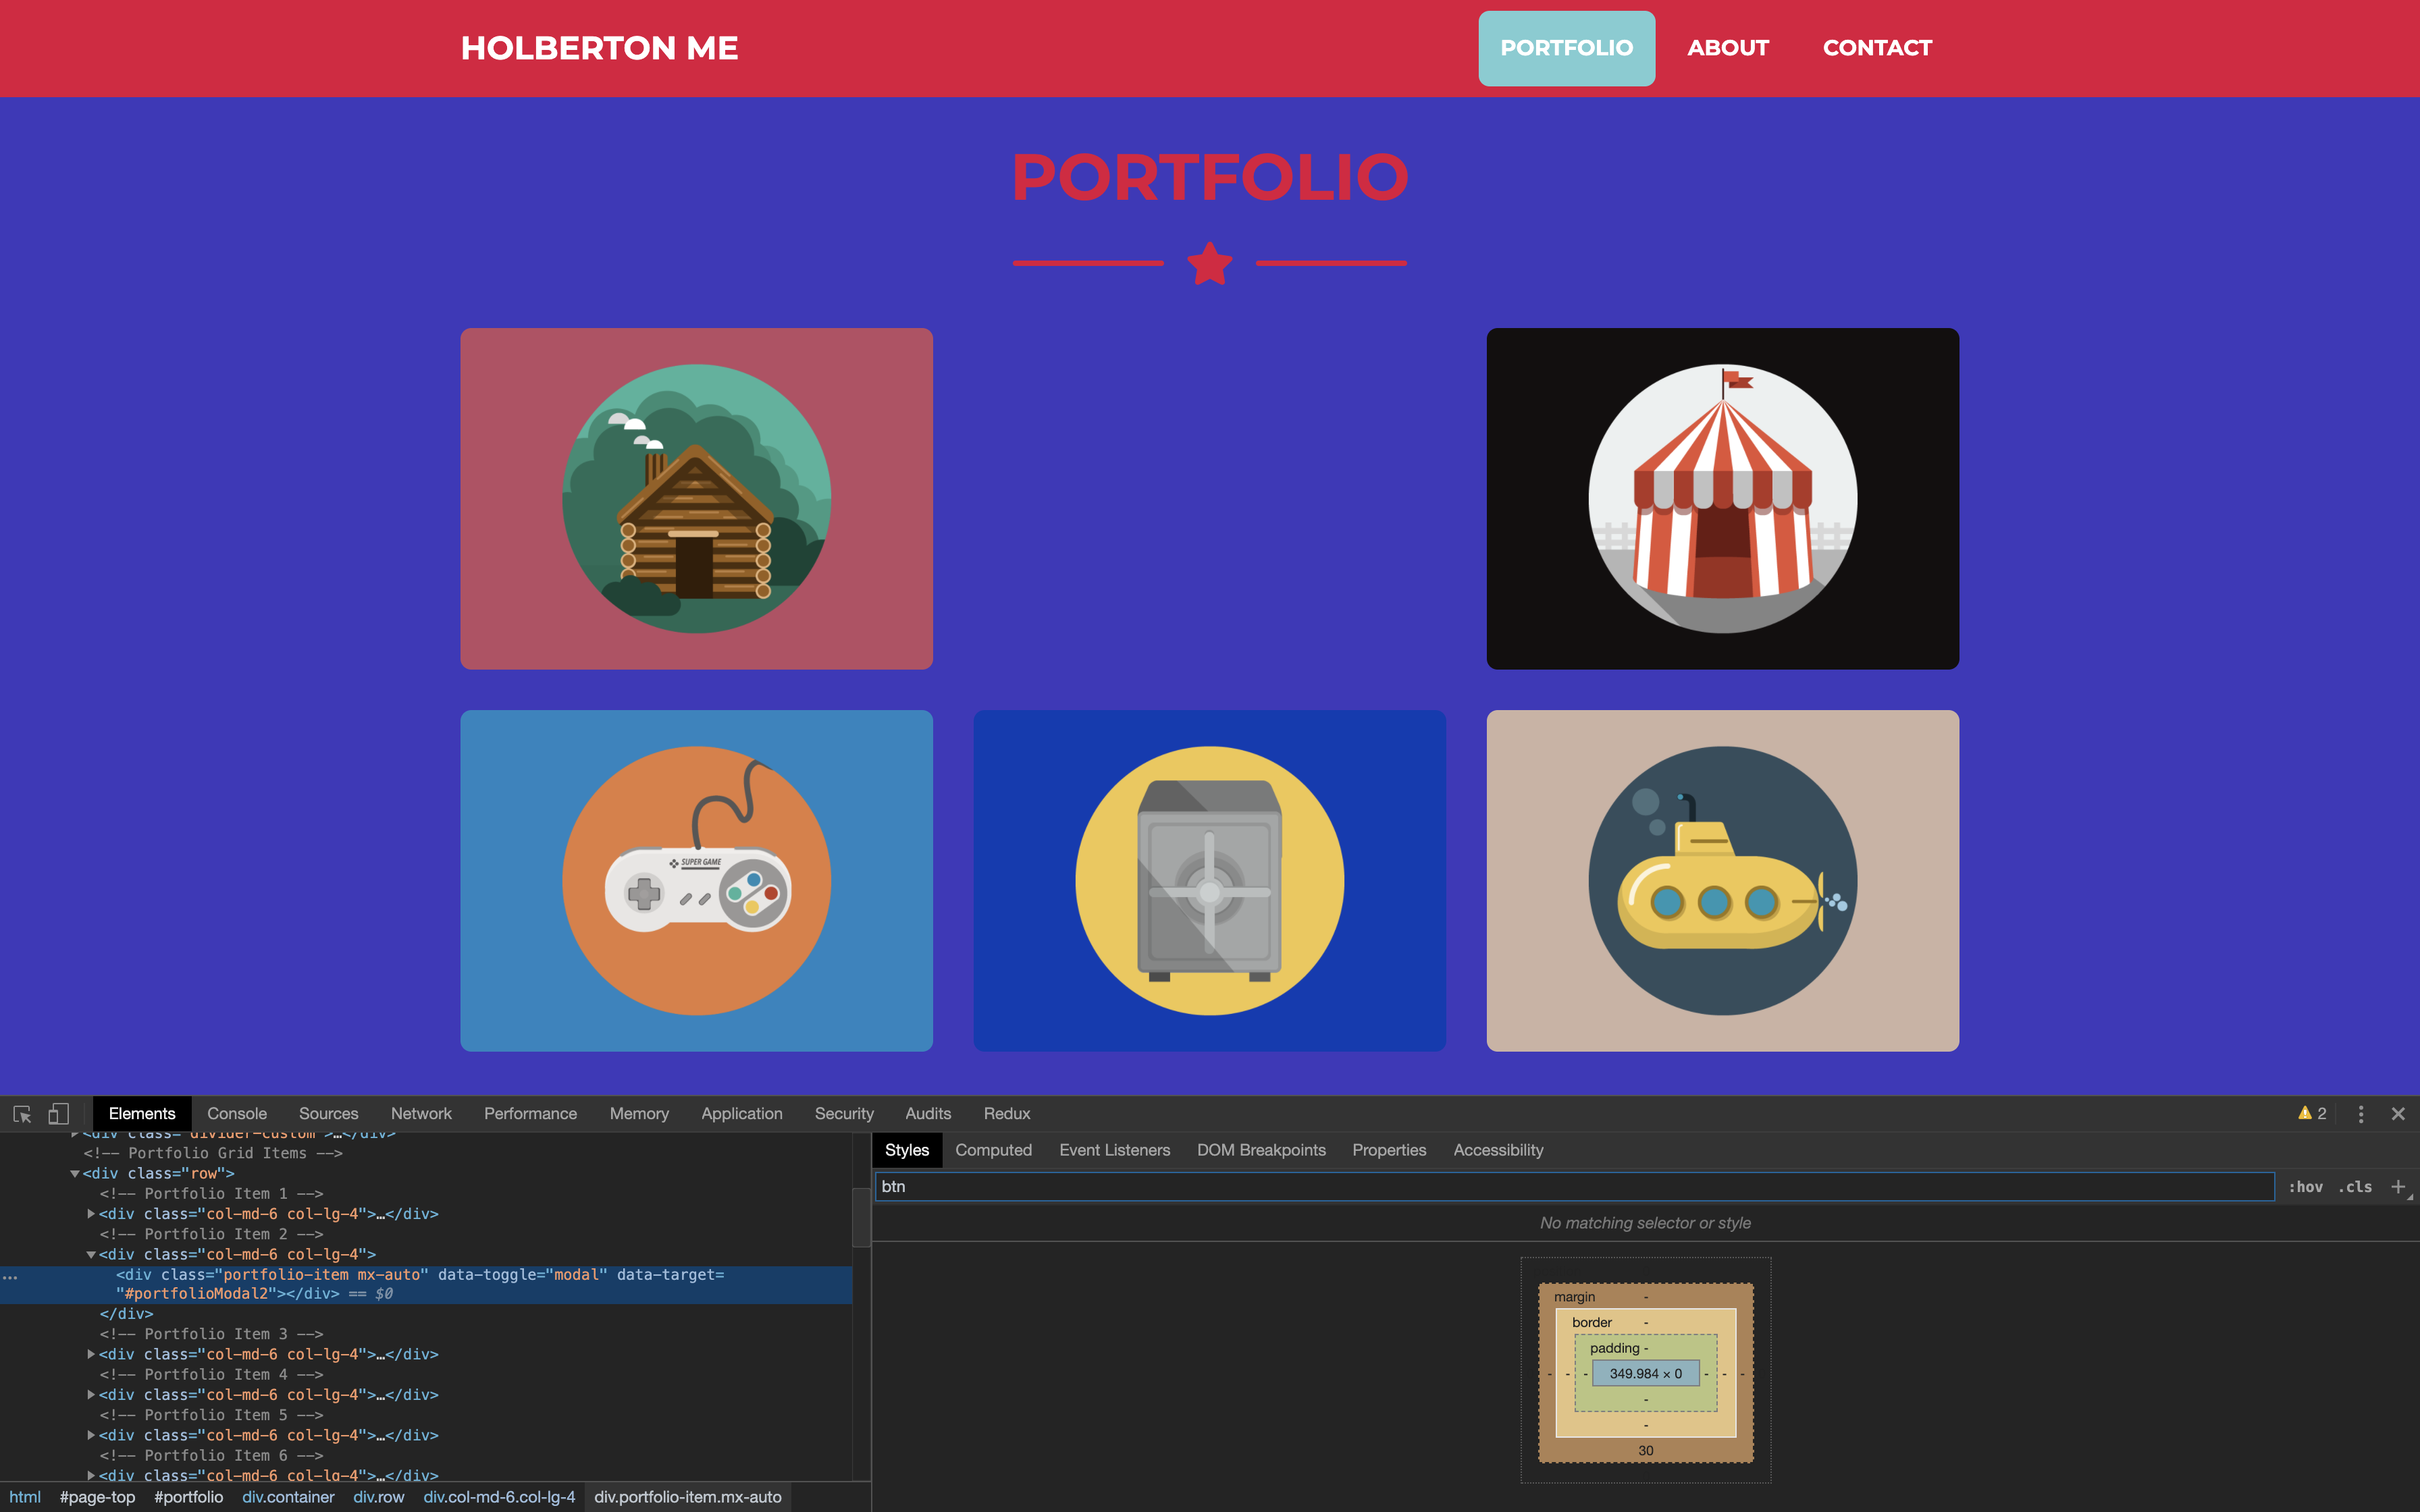 HOLBERTON ME
PORTFOLIO ABOUT CONTACT
PORTFOLIO
SUPER GAME
Elements Console Sources Network Performance Memory Application Security Audits Redux
2
<div class="divider-custom">…</div>
<!-- Portfolio Grid Items -->
<div class="row">
<!-- Portfolio Item 1 -->
<div class="col-md-6 col-lg-4">…</div>
<!-- Portfolio Item 2 -->
<div class="col-md-6 col-lg-4">
<div class="portfolio-item mx-auto" data-toggle="modal" data-target=
"#portfolioModal2"></div> == $0
</div>
<!-- Portfolio Item 3 -->
<div class="col-md-6 col-lg-4">…</div>
<!-- Portfolio Item 4 -->
<div class="col-md-6 col-lg-4">…</div>
<!-- Portfolio Item 5 -->
<div class="col-md-6 col-lg-4">…</div>
<!-- Portfolio Item 6 -->
<div class="col-md-6 col-lg-4">…</div>
html #page-top #portfolio div.container div.row div.col-md-6.col-lg-4 div.portfolio-item.mx-auto
Styles Computed Event Listeners DOM Breakpoints Properties Accessibility
btn :hov .cls +
No matching selector or style
margin -
border -
padding -
- - - 349.984 × 0 - - -
-
-
30